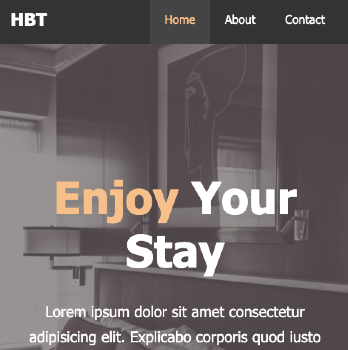 HBT Home About Contact
Enjoy Your
Stay
Lorem ipsum dolor sit amet consectetur
adipisicing elit. Explicabo corporis quod iusto